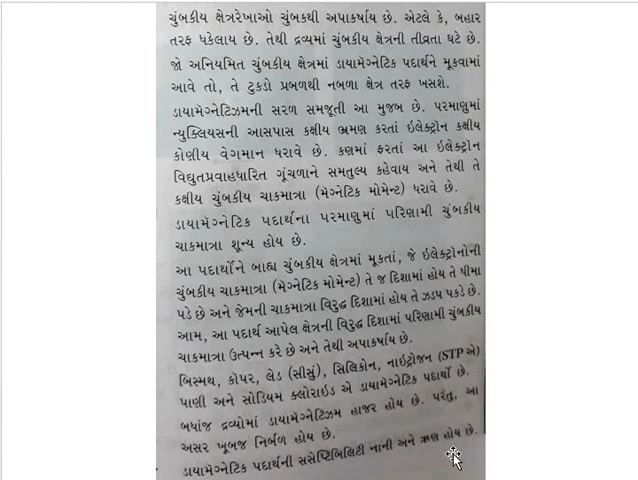 ચુંબકીય ક્ષેત્રરેખાઓ ચુંબકથી અપાકર્ષાય છે. એટલે કે, બહાર
તરફ ધકેલાય છે. તેથી દ્રવ્યમાં ચુંબકીય ક્ષેત્રની તીવ્રતા ઘટે છે.
જો અનિયમિત ચુંબકીય ક્ષેત્રમાં ડાયામૅગ્નેટિક પદાર્થને મૂકવામાં
આવે તો, તે ટુકડો પ્રબળથી નબળા ક્ષેત્ર તરફ ખસશે.
ડાયામૅગ્નેટિઝમની સરળ સમજૂતી આ મુજબ છે. પરમાણુમાં
ન્યુક્લિયસની આસપાસ કક્ષીય ભ્રમણ કરતાં ઇલેક્ટ્રૉન કક્ષીય
કોણીય વેગમાન ધરાવે છે. કણમાં ફરતાં આ ઇલેક્ટ્રૉન
વિદ્યુતપ્રવાહધારિત ગૂંચળાને સમતુલ્ય કહેવાય અને તેથી તે
કક્ષીય ચુંબકીય ચાકમાત્રા (મૅગ્નેટિક મોમેન્ટ) ધરાવે છે.
ડાયામૅગ્નેટિક પદાર્થના પરમાણુમાં પરિણામી ચુંબકીય
ચાકમાત્રા શૂન્ય હોય છે.
આ પદાર્થોને બાહ્ય ચુંબકીય ક્ષેત્રમાં મૂકતાં, જે ઇલેક્ટ્રૉનોની
ચુંબકીય ચાકમાત્રા (મૅગ્નેટિક મોમેન્ટ) તે જ દિશામાં હોય તે ધીમા
પડે છે અને જેમની ચાકમાત્રા વિરુદ્ધ દિશામાં હોય તે ઝડપ પકડે છે.
આમ, આ પદાર્થ આપેલ ક્ષેત્રની વિરુદ્ધ દિશામાં પરિણામી ચુંબકીય
ચાકમાત્રા ઉત્પન્ન કરે છે અને તેથી અપાકર્ષાય છે.
બિસ્મથ, કૉપર, લેડ (સીસું), સિલિકોન, નાઇટ્રોજન (STP એ)
પાણી અને સોડિયમ ક્લોરાઇડ એ ડાયામૅગ્નેટિક પદાર્થો છે.
બધાંજ દ્રવ્યોમાં ડાયામૅગ્નેટિઝમ હાજર હોય છે. પરંતુ, આ
અસર ખૂબજ નિર્બળ હોય છે.
ડાયામૅગ્નેટિક પદાર્થની સસેપ્ટિબિલિટી નાની અને ઋણ હોય છે.